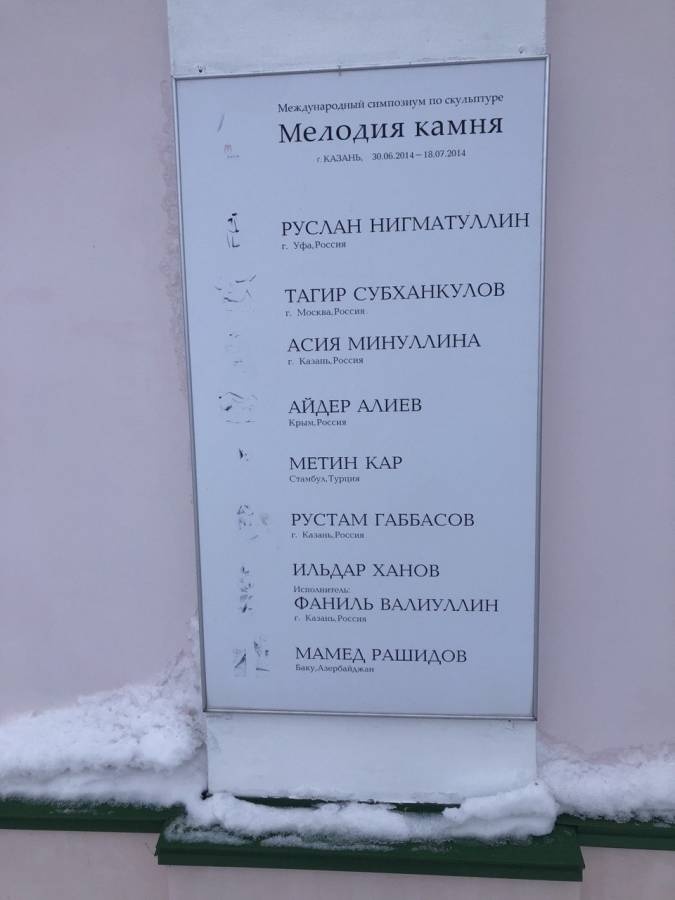 Международный симпозиум по скульптуре
Мелодия камня
г. КАЗАНЬ, 30.06.2014 — 18.07.2014
РУСЛАН НИГМАТУЛЛИН
г. Уфа,Россия
ТАГИР СУБХАНКУЛОВ
г. Москва,Россия
АСИЯ МИНУЛЛИНА
г. Казань,Россия
АЙДЕР АЛИЕВ
Крым,Россия
МЕТИН КАР
Стамбул,Турция
РУСТАМ ГАББАСОВ
г. Казань,Россия
ИЛЬДАР ХАНОВ
Исполнитель:
ФАНИЛЬ ВАЛИУЛЛИН
г. Казань,Россия
МАМЕД РАШИДОВ
Баку,Азербайджан